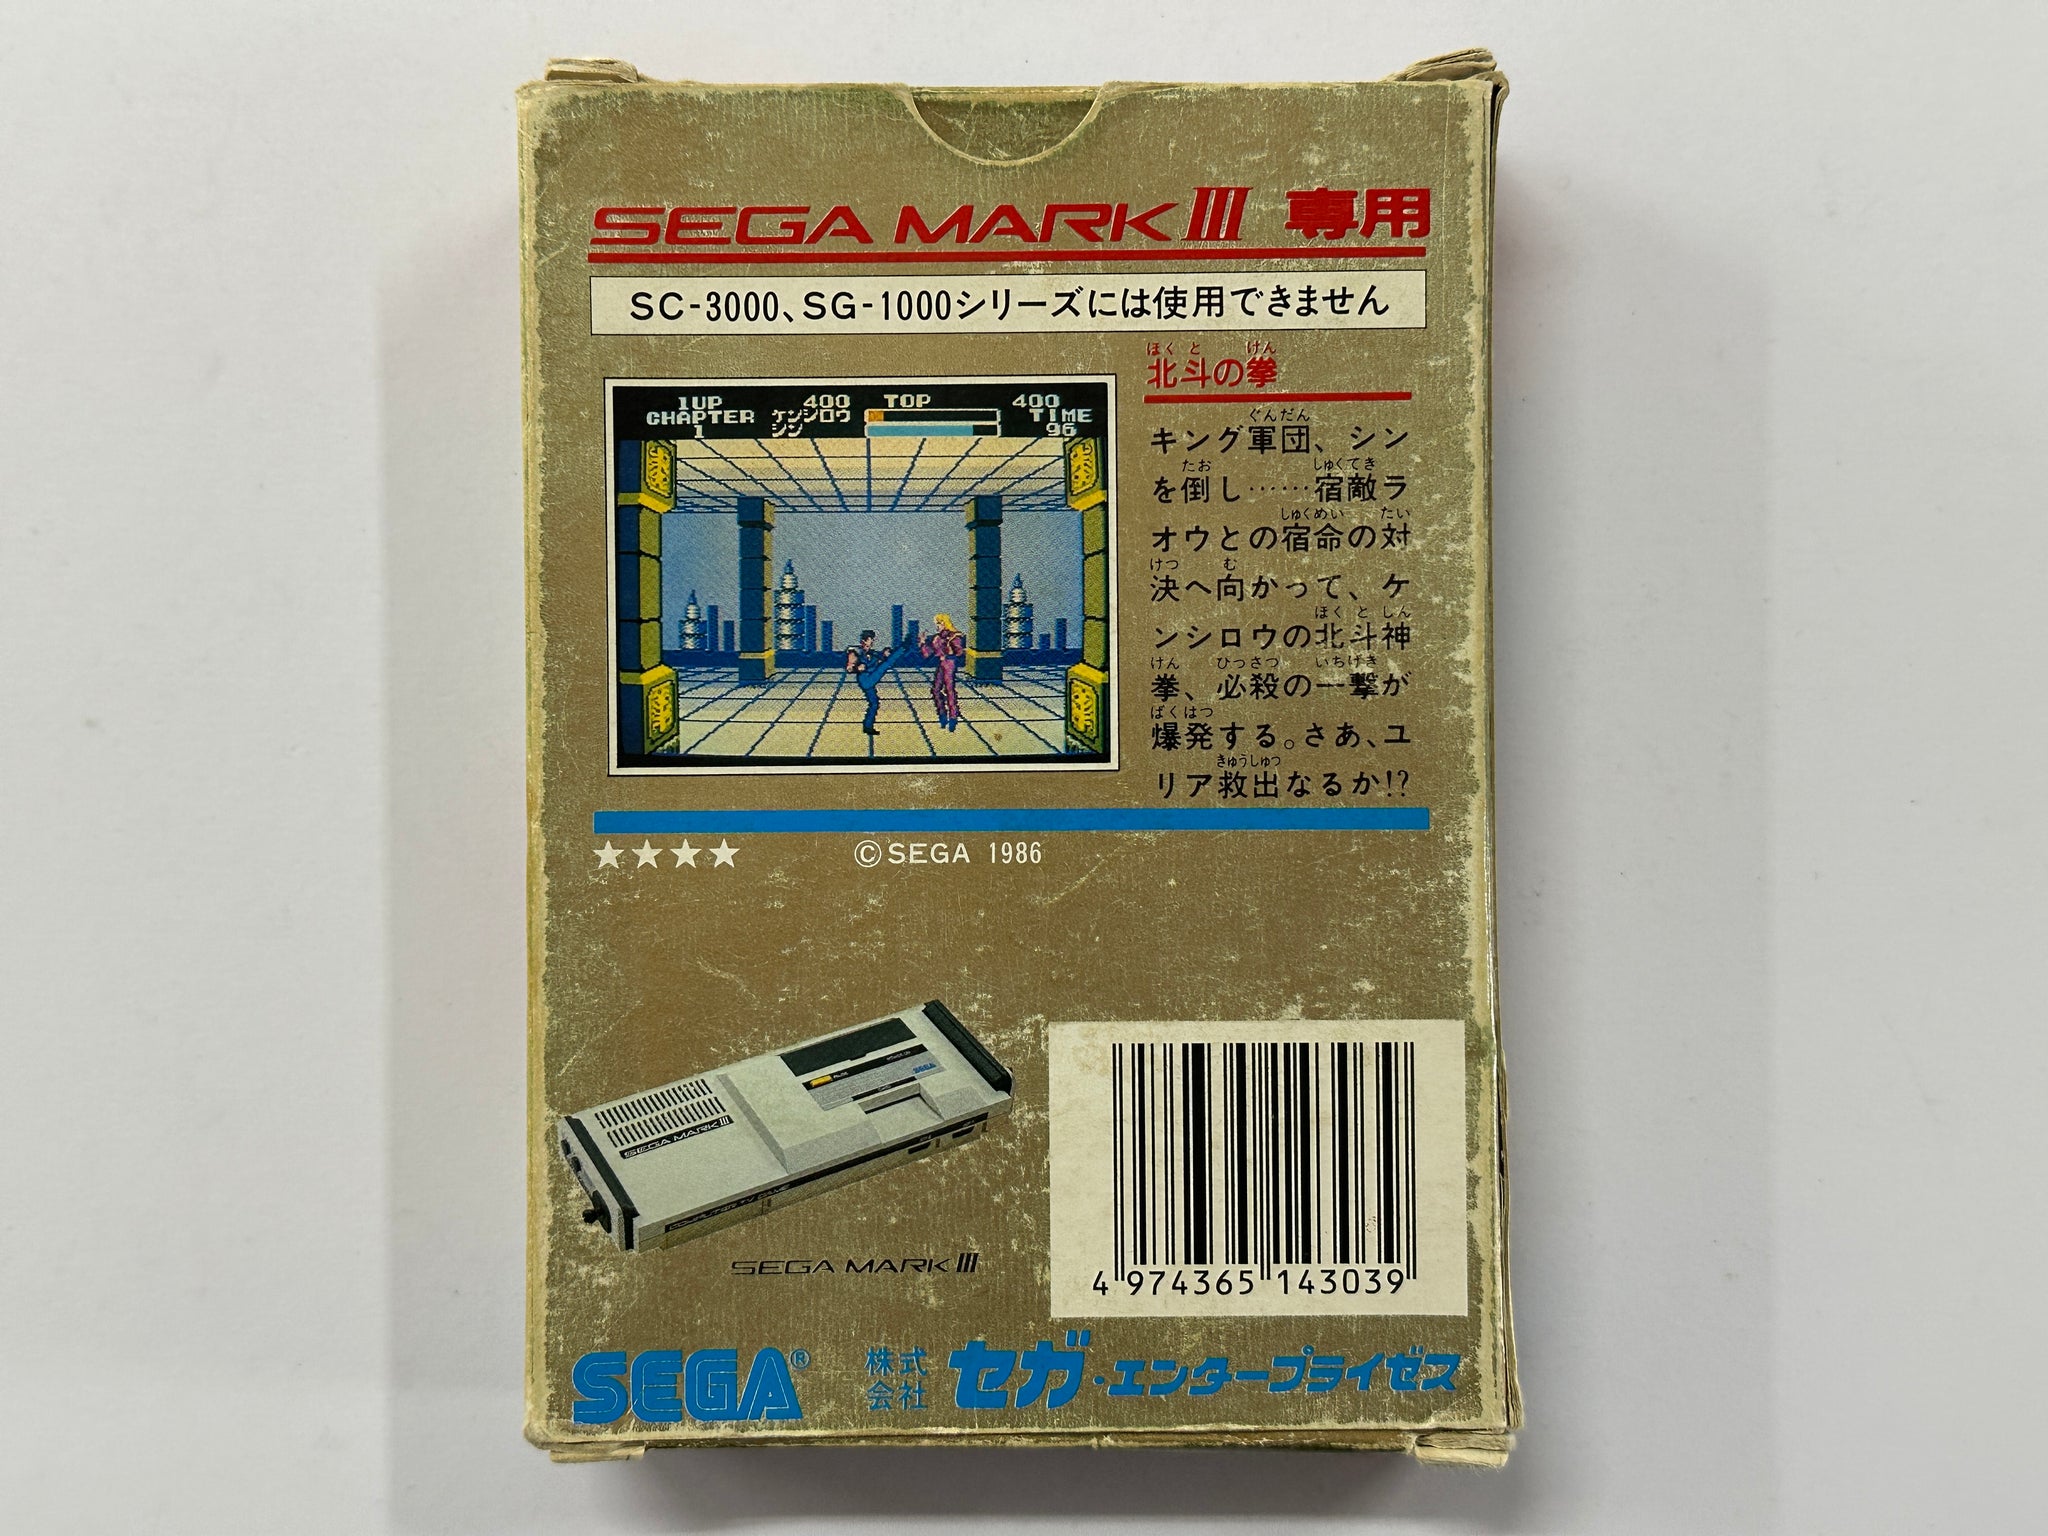 SEGA MARK III 専用
SC-3000、SG-1000シリーズには使用できません
ほく と けん
北斗の拳
ぐんだん
キング軍団、シン
たお しゅくてき
を倒し……宿敵ラ
しゅくめい たい
オウとの宿命の対
けつ む
決へ向かって、ケ
ほく と しん
ンシロウの北斗神
けん ひっさつ いちげき
拳、必殺の一撃が
ばくはつ
爆発する。さあ、ユ
きゅうしゅつ
リア救出なるか!?
1UP 400 TOP 400
CHAPTER ケンシロウ TIME
1 シン 96
★★★★ ©SEGA 1986
SEGA
SEGA MARK III
COMPUTER TV GAME
SEGA MARK III
4 974365 143039
SEGA® 株式会社 セガ・エンタープライゼス